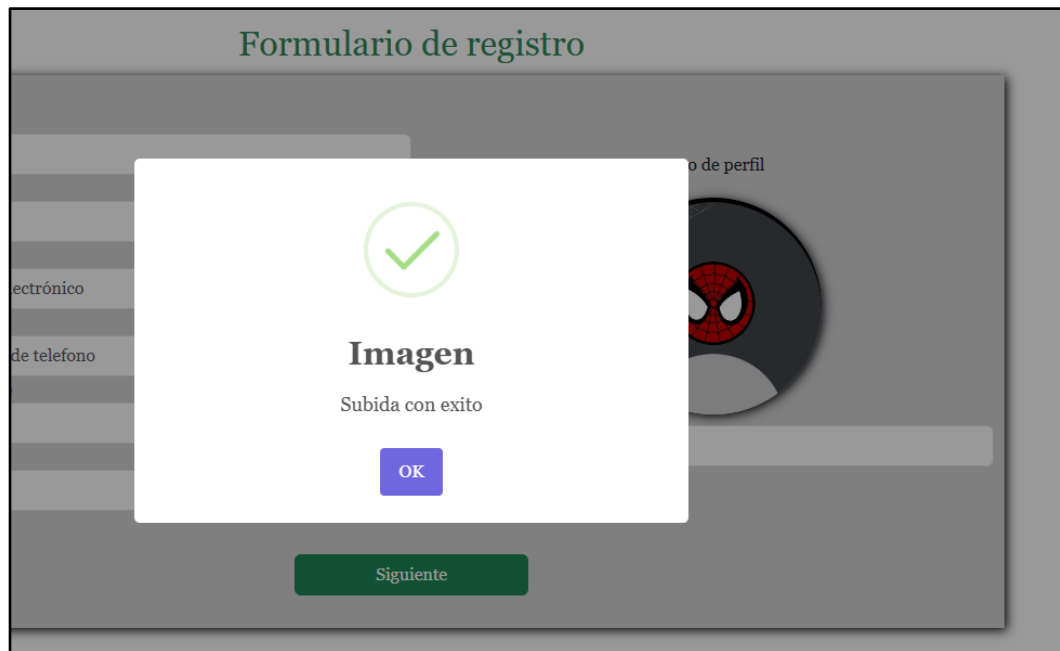 Formulario de registro
o de perfil
ectrónico
de telefono
Imagen
Subida con exito
OK
Siguiente